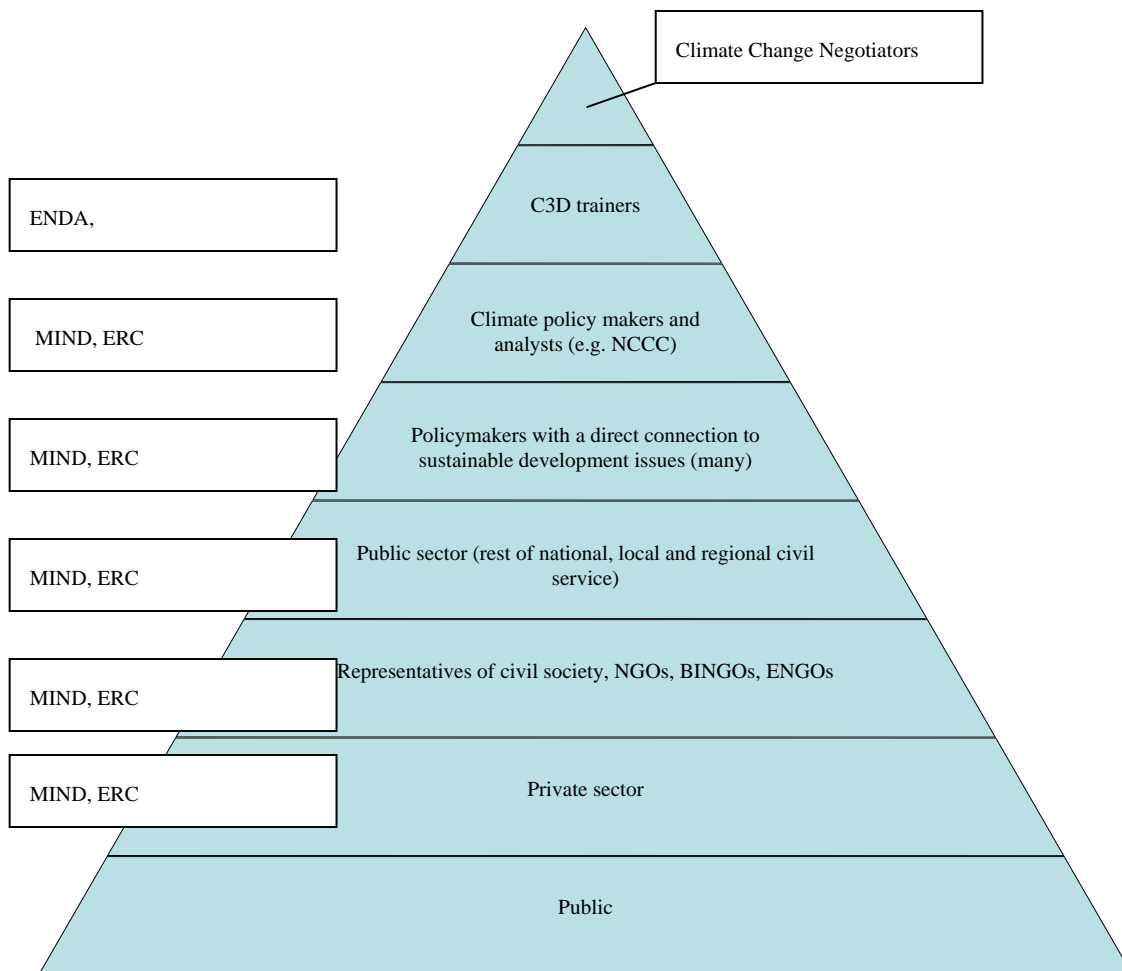 Climate Change Negotiators
ENDA,
C3D trainers
MIND, ERC
Climate policy makers and
analysts (e.g. NCCC)
MIND, ERC
Policymakers with a direct connection to
sustainable development issues (many)
MIND, ERC
Public sector (rest of national, local and regional civil
service)
MIND, ERC
Representatives of civil society, NGOs, BINGOs, ENGOs
MIND, ERC
Private sector
Public